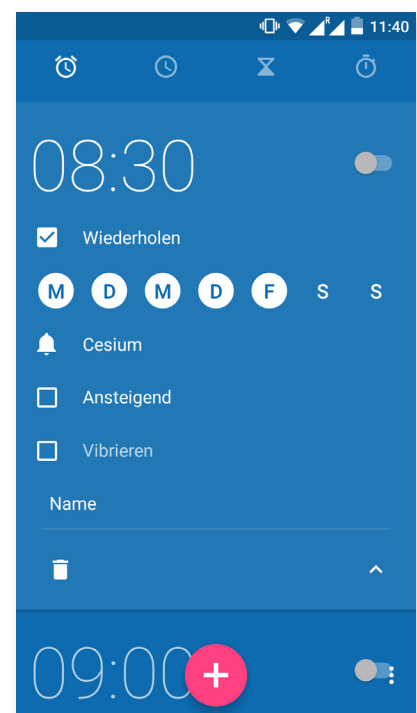 R 11:40
08:30
Wiederholen
M D M D F S S
Cesium
Ansteigend
Vibrieren
Name
09:00